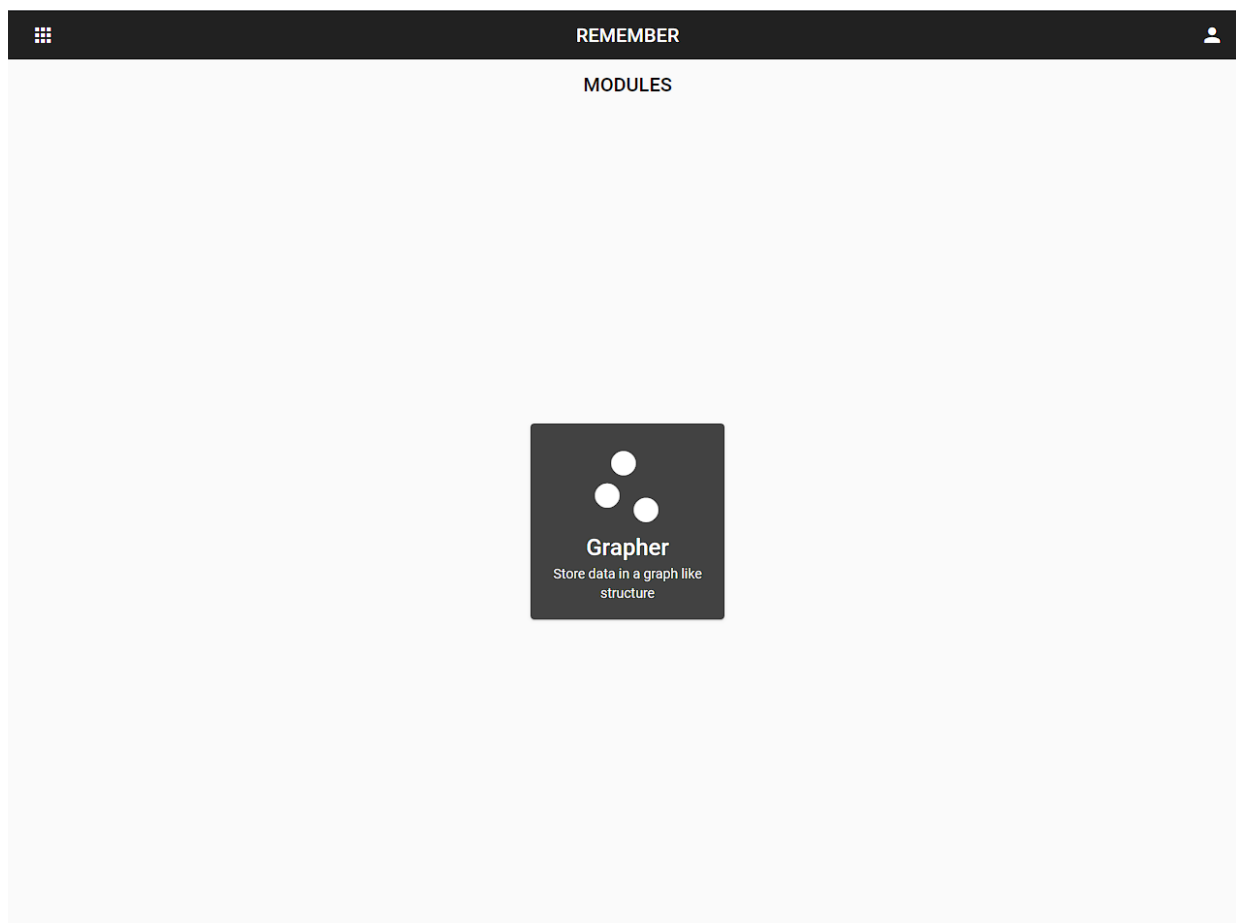 REMEMBER
MODULES
Grapher
Store data in a graph like
structure